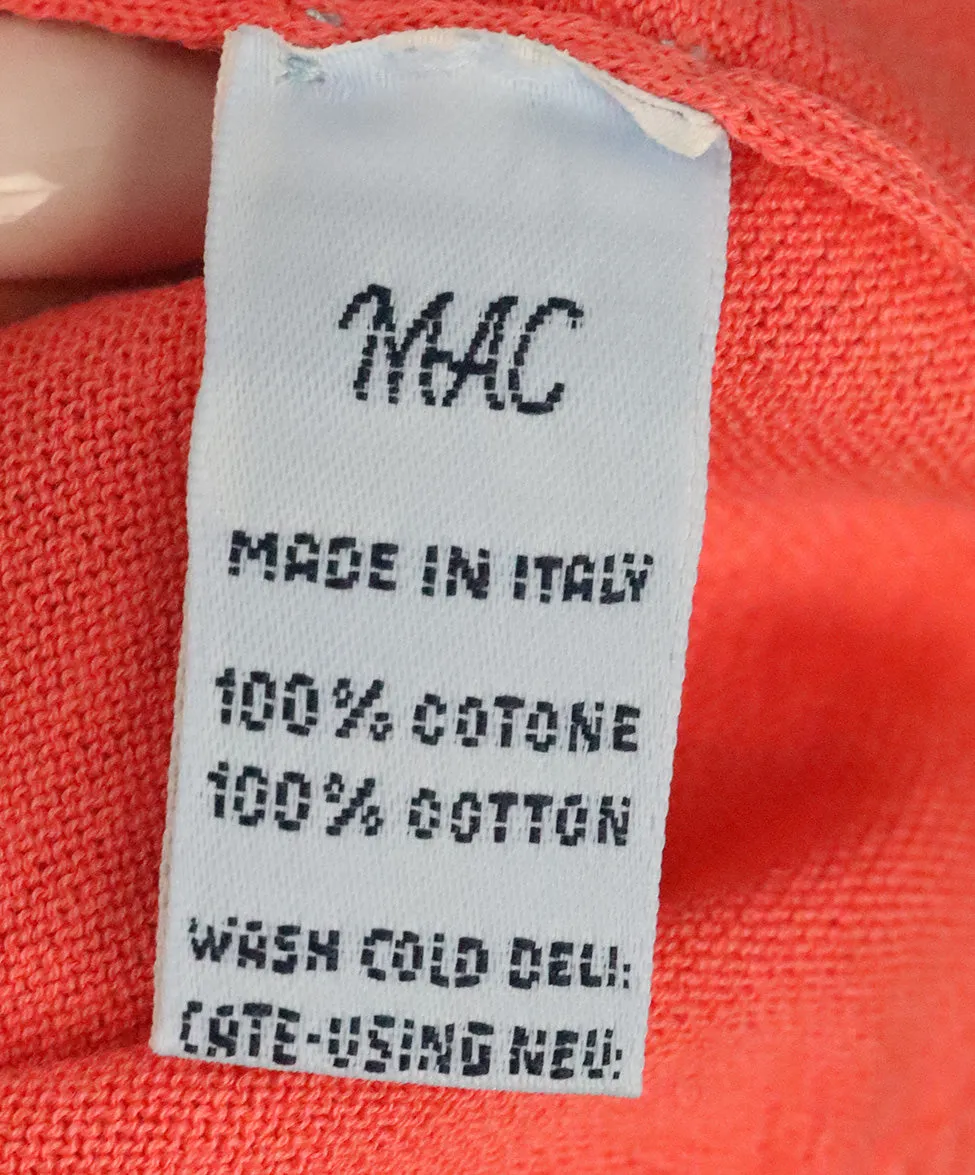 MAC
MADE IN ITALY
100% COTONE
100% COTTON
WASH COLD DELI-
CATE-USING NEU-